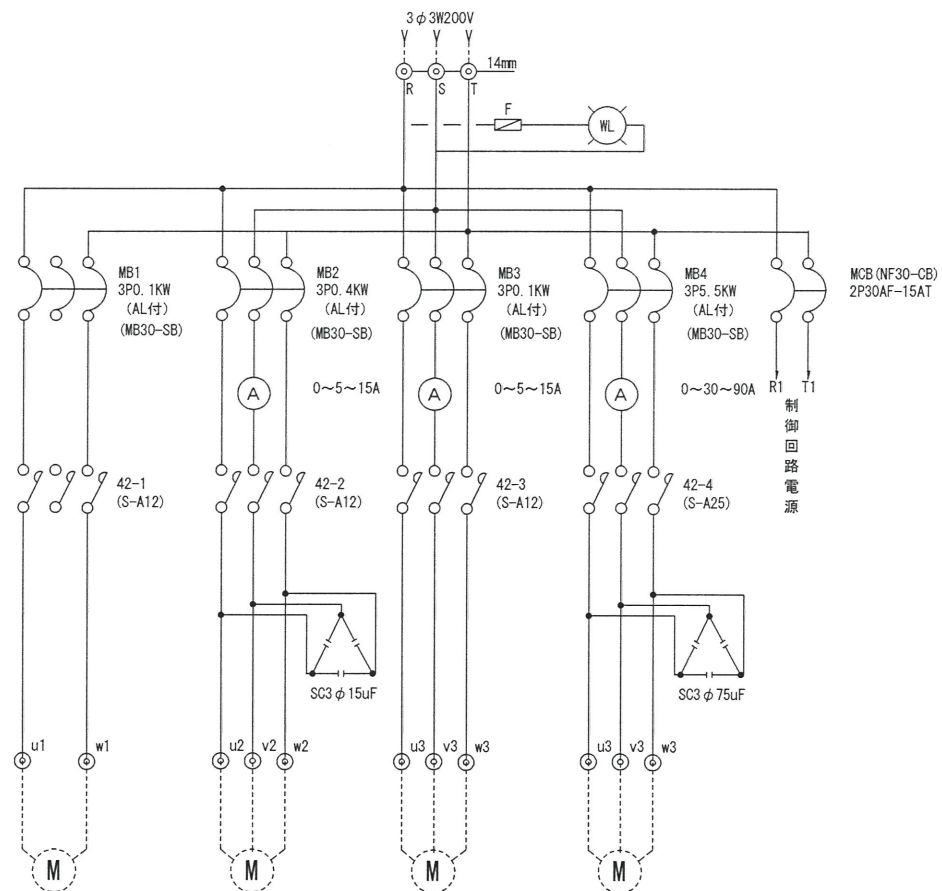 3φ3W200V
14mm
R
S
T
F
WL
MB1
3P0.1KW
(AL付)
(MB30-SB)
MB2
3P0.4KW
(AL付)
(MB30-SB)
MB3
3P0.1KW
(AL付)
(MB30-SB)
MB4
3P5.5KW
(AL付)
(MB30-SB)
MCB(NF30-CB)
2P30AF-15AT
A
0～5～15A
A
0～5～15A
A
0～30～90A
R1
T1
制御回路電源
42-1
(S-A12)
42-2
(S-A12)
42-3
(S-A12)
42-4
(S-A25)
SC3φ15uF
SC3φ75uF
u1
w1
u2
v2
w2
u3
v3
w3
u3
v3
w3
M
M
M
M